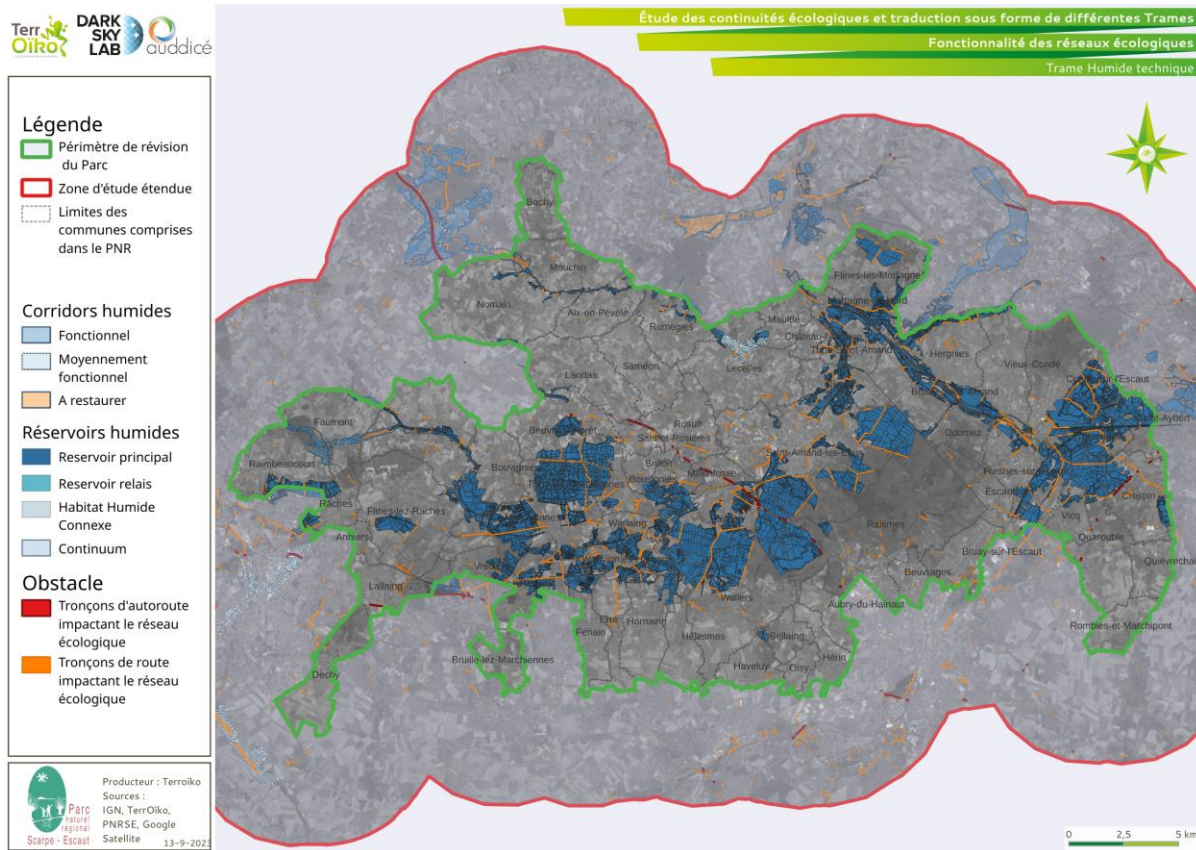 Terr
Oïko
DARK
SKY
LAB
auddicé
Étude des continuités écologiques et traduction sous forme de différentes Trames
Fonctionnalité des réseaux écologiques
Trame Humide technique
Légende
Périmètre de révision
du Parc
Zone d'étude étendue
Limites des
communes comprises
dans le PNR
Corridors humides
Fonctionnel
Moyennement
fonctionnel
A restaurer
Réservoirs humides
Reservoir principal
Reservoir relais
Habitat Humide
Connexe
Continuum
Obstacle
Tronçons d'autoroute
impactant le réseau
écologique
Tronçons de route
impactant le réseau
écologique
Parc
naturel
régional
Scarpe - Escaut
Producteur : Terroïko
Sources :
IGN, TerrOïko,
PNRSE, Google
Satellite
13-9-2023
Bachy
Mouchin
Nomain
Aix-en-Pévèle
Rumegies
Maulde
Flines-les-Mortagne
Lecelles
Hergnies
Vieux-Condé
Saméon
Landas
Rosult
Odomez
Faumont
Raimbeaucourt
Bouvignies
Brillon
Bousignies
Millonfosse
Saint-Amand-les-Eaux
Escautpont
Crespin
Vicq
Râches
Flines-lez-Raches
Anhiers
Warlaing
Raismes
Quarouble
Quiévrechain
Bruay-sur-l'Escaut
Beuvrages
Lallaing
Wallers
Aubry-du-Hainaut
Rombies-et-Marchipont
Erre
Hornaing
Fenain
Hélesmes
Bellaing
Haveluy
Oisy
Hérin
Bruille-lez-Marchiennes
Dechy
0 2,5 5 km